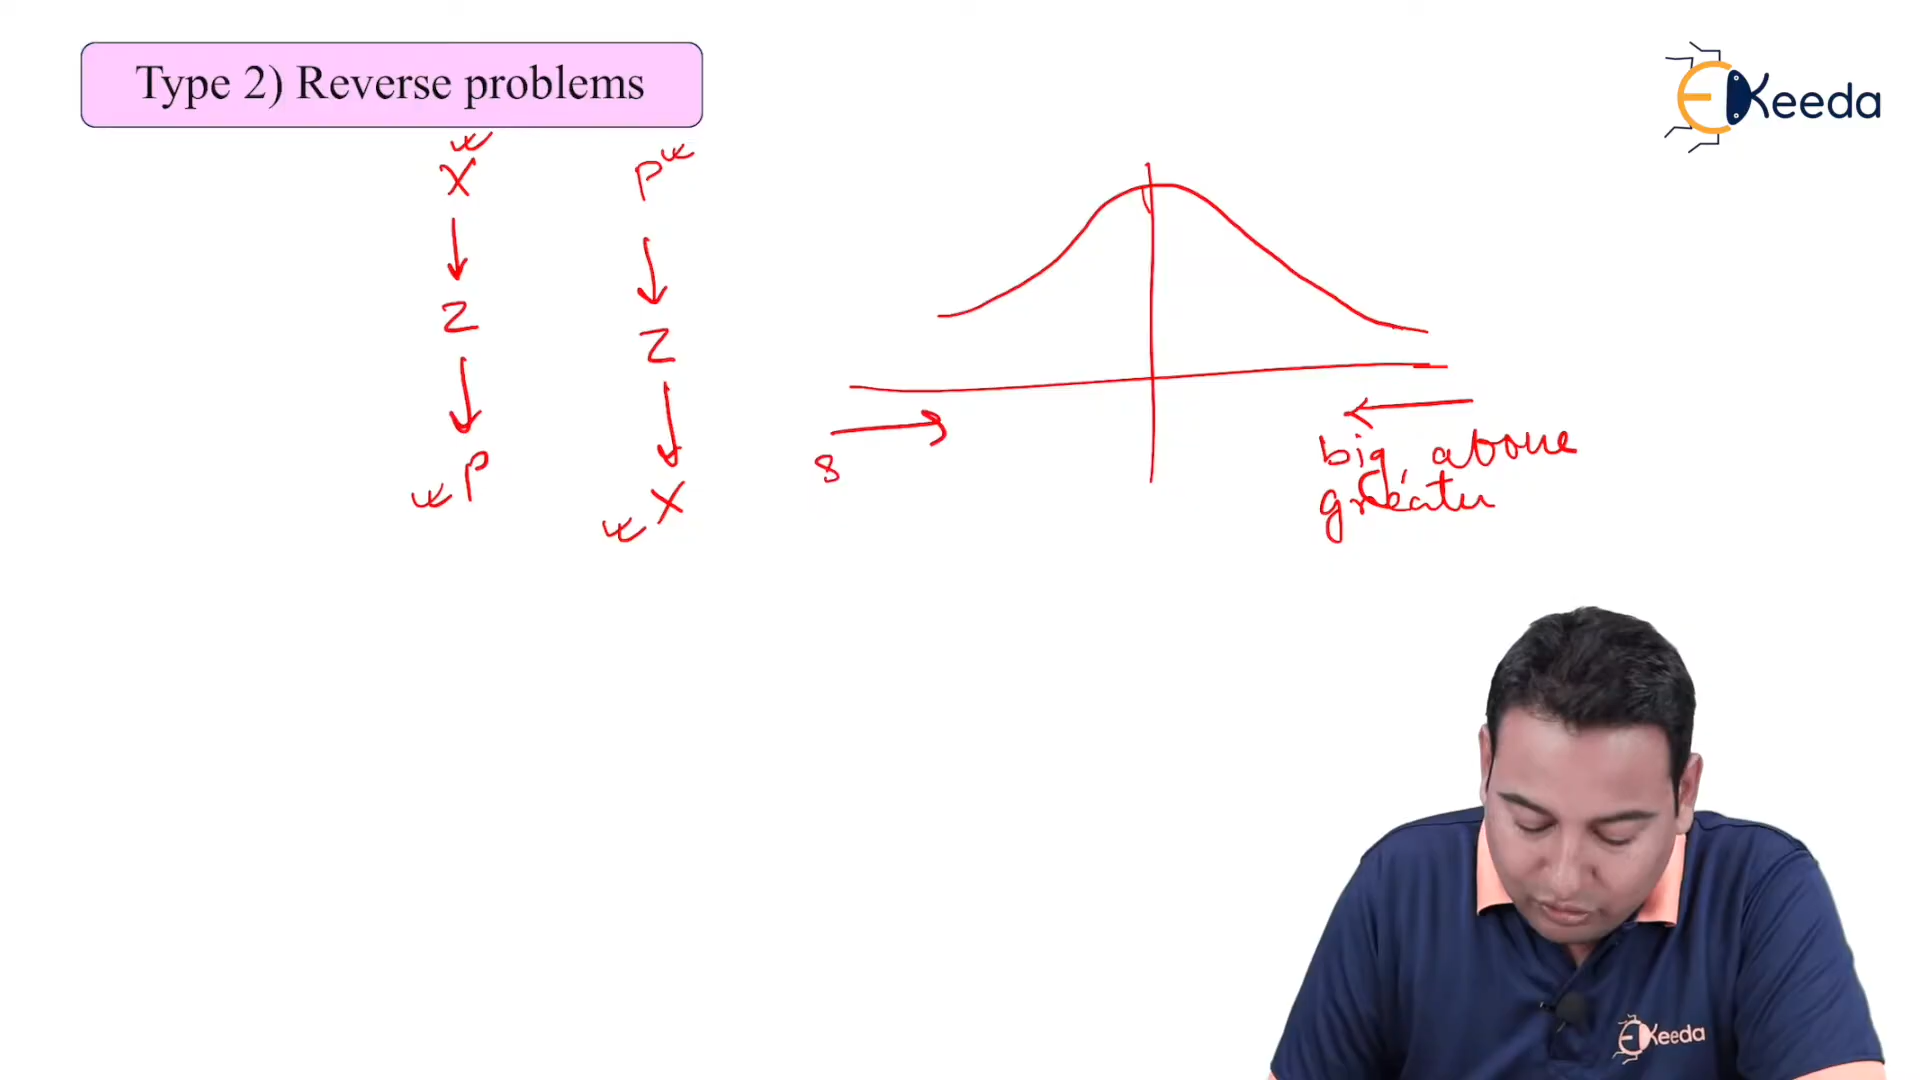 Type 2) Reverse problems
EKeeda
X
P
Z
Z
P
X
s
big, above
greater
EKeeda